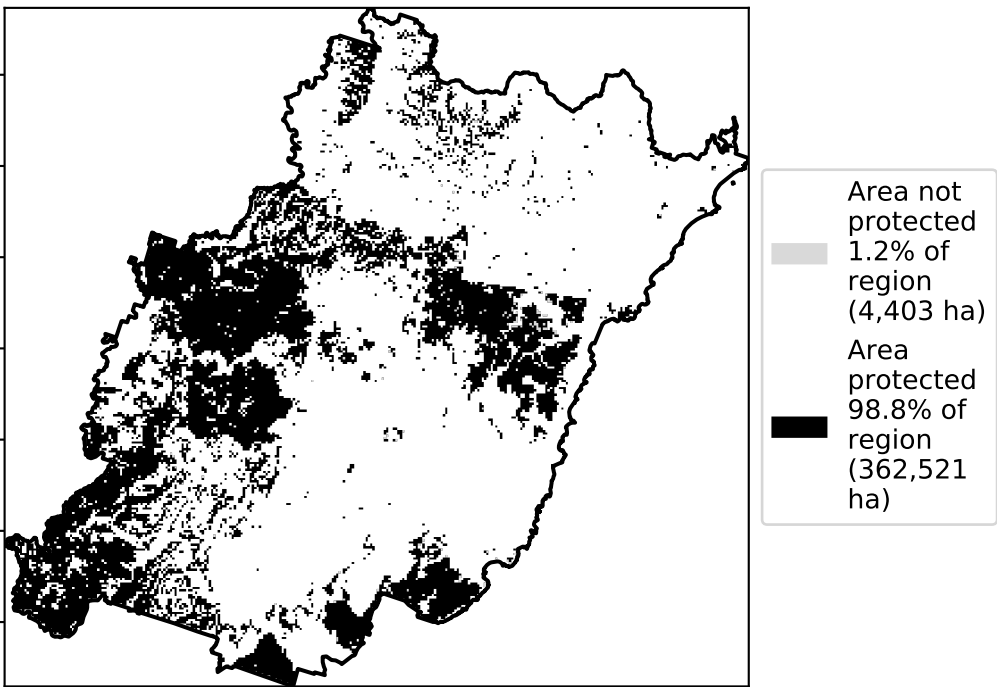 Area not
protected
1.2% of
region
(4,403 ha)
Area
protected
98.8% of
region
(362,521
ha)